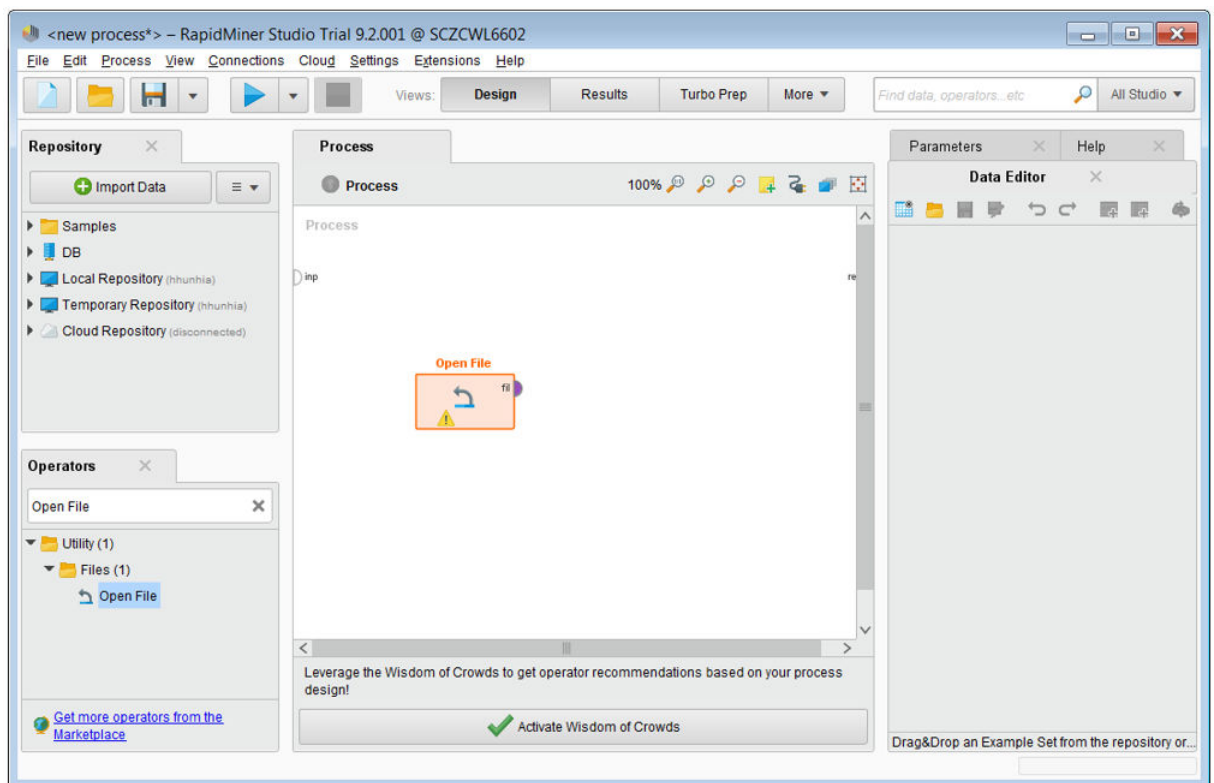 <new process*> – RapidMiner Studio Trial 9.2.001 @ SCZCWL6602
File Edit Process View Connections Cloud Settings Extensions Help
Views: Design Results Turbo Prep More Find data, operators...etc All Studio
Repository
Import Data
Samples
DB
Local Repository (hhunhia)
Temporary Repository (hhunhia)
Cloud Repository (disconnected)
Operators
Open File
Utility (1)
Files (1)
Open File
Get more operators from the
Marketplace
Process
Process 100%
Process
inp re
Open File
fil
Leverage the Wisdom of Crowds to get operator recommendations based on your process
design!
Activate Wisdom of Crowds
Parameters Help
Data Editor
Drag&Drop an Example Set from the repository or...